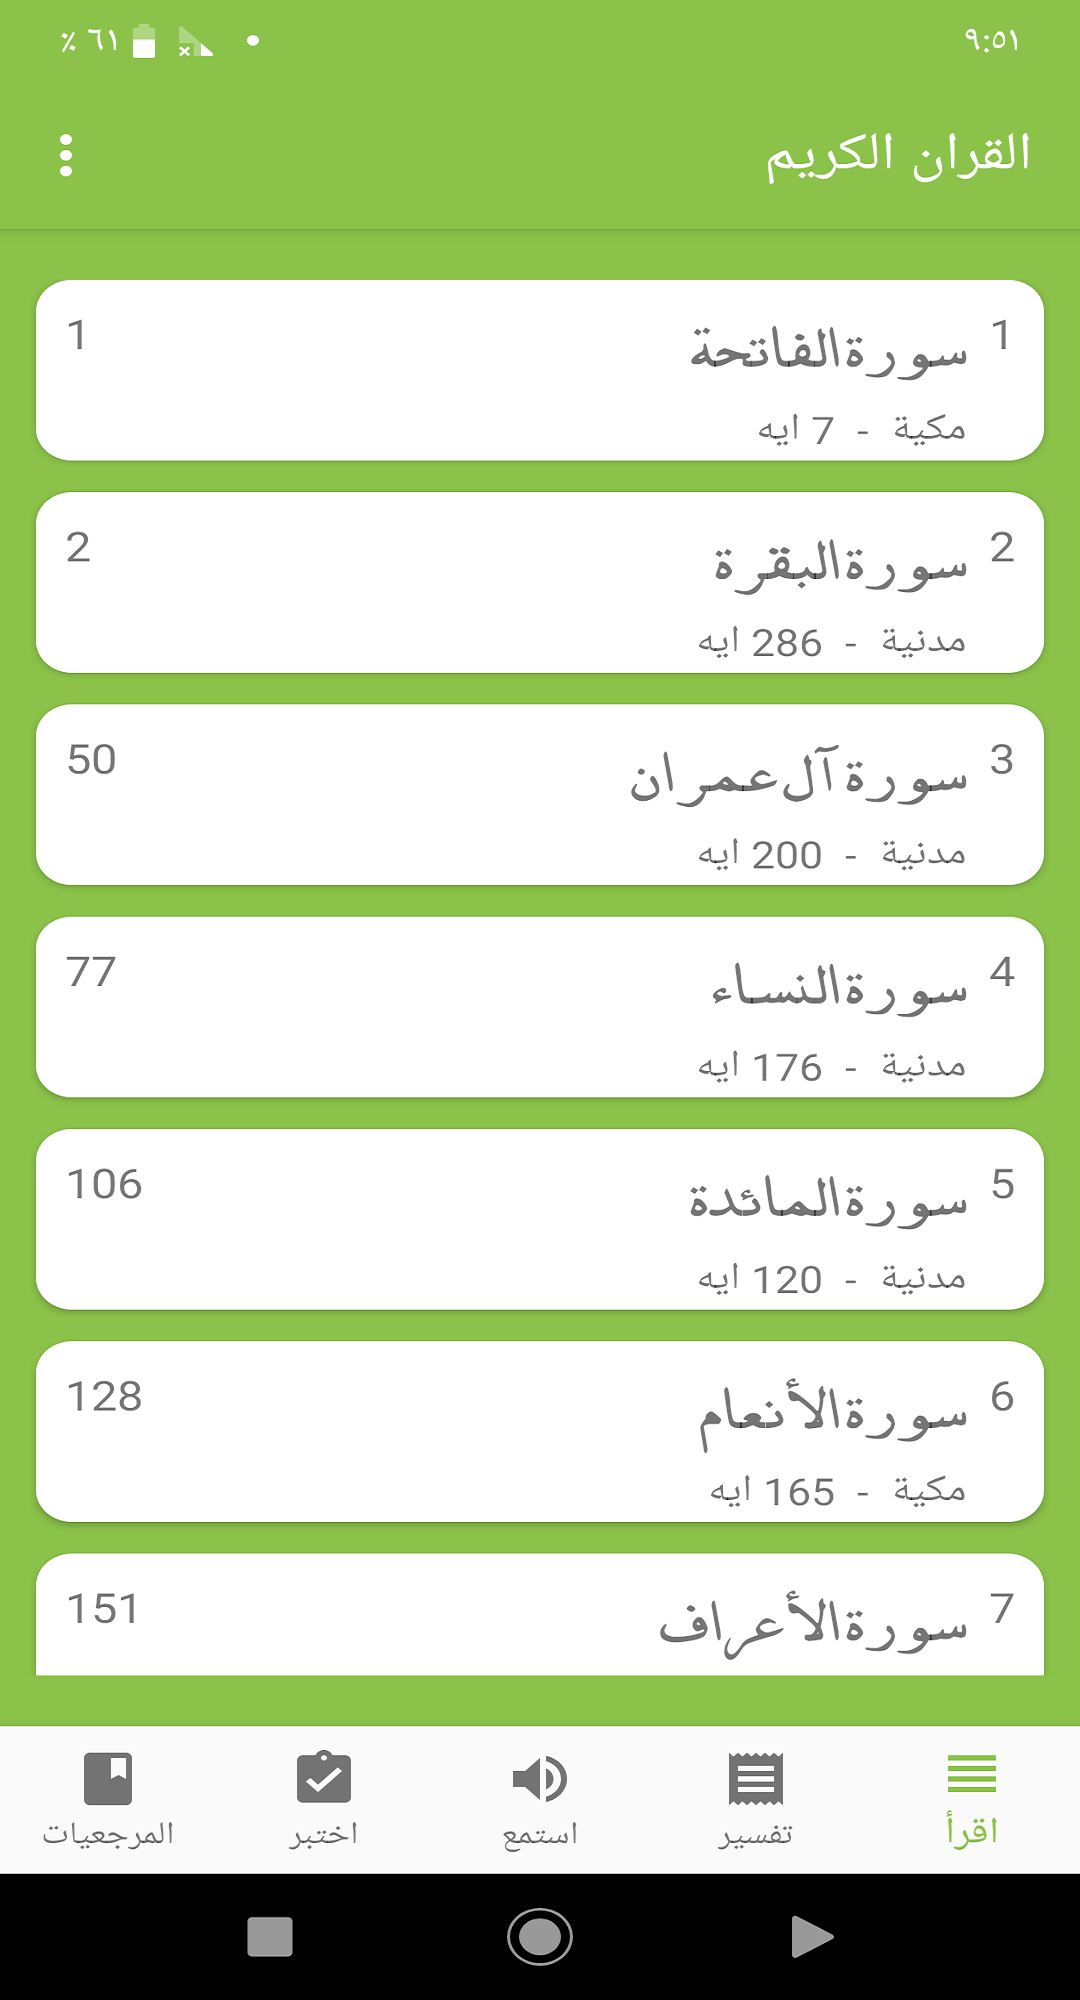 ٩:٥١
٦١ ٪
القران الكريم
1 سورة الفاتحة 1
مكية - 7 ايه
2 سورة البقرة 2
مدنية - 286 ايه
3 سورة آل عمران 50
مدنية - 200 ايه
4 سورة النساء 77
مدنية - 176 ايه
5 سورة المائدة 106
مدنية - 120 ايه
6 سورة الأنعام 128
مكية - 165 ايه
7 سورة الأعراف 151
اقرأ
تفسير
استمع
اختبر
المرجعيات